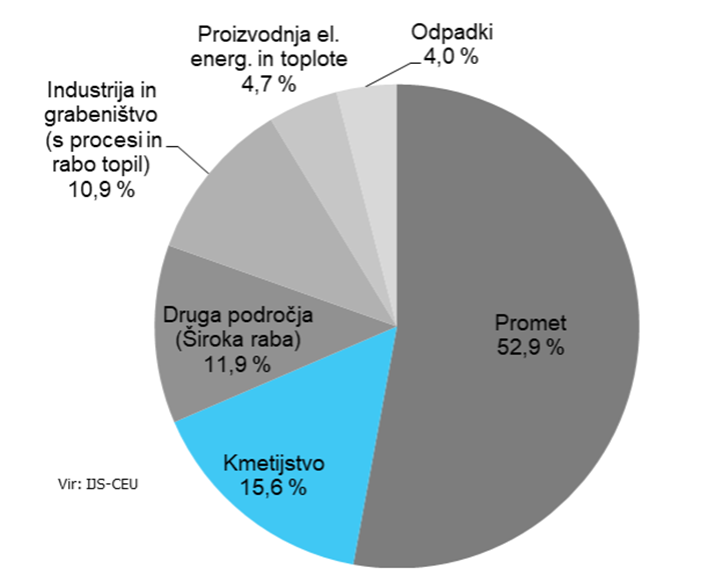 Proizvodnja el.
energ. in toplote
4,7 %
Odpadki
4,0 %
Industrija in
grabeništvo
(s procesi in
rabo topil)
10,9 %
Druga področja
(Široka raba)
11,9 %
Promet
52,9 %
Kmetijstvo
15,6 %
Vir: IJS-CEU